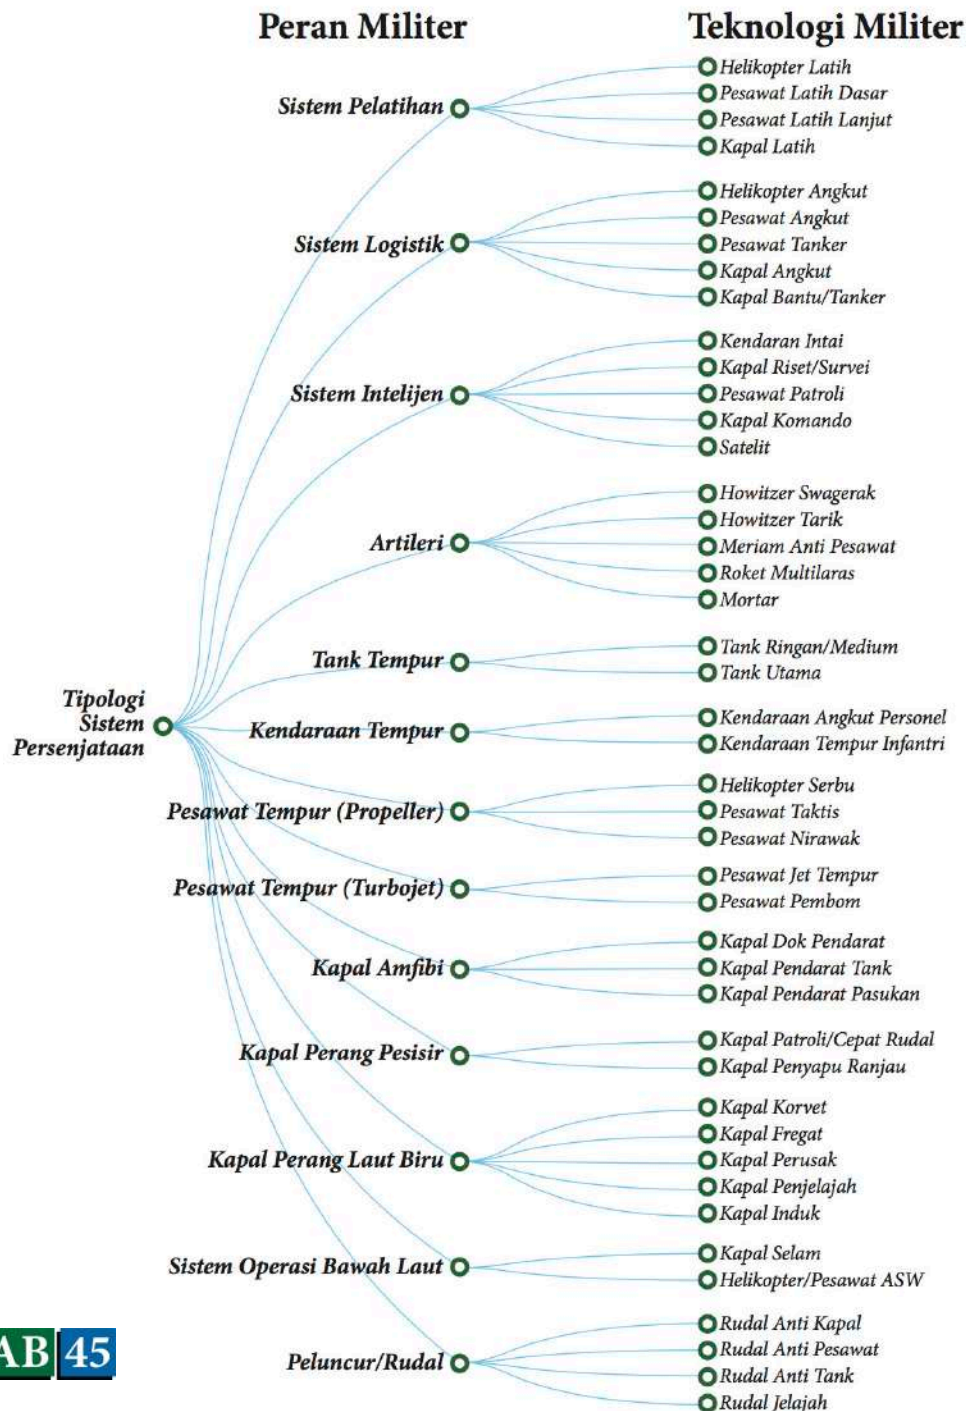 Peran Militer
Teknologi Militer
Tipologi
Sistem
Persenjataan
Sistem Pelatihan
Helikopter Latih
Pesawat Latih Dasar
Pesawat Latih Lanjut
Kapal Latih
Sistem Logistik
Helikopter Angkut
Pesawat Angkut
Pesawat Tanker
Kapal Angkut
Kapal Bantu/Tanker
Sistem Intelijen
Kendaran Intai
Kapal Riset/Survei
Pesawat Patroli
Kapal Komando
Satelit
Artileri
Howitzer Swagerak
Howitzer Tarik
Meriam Anti Pesawat
Roket Multilaras
Mortar
Tank Tempur
Tank Ringan/Medium
Tank Utama
Kendaraan Tempur
Kendaraan Angkut Personel
Kendaraan Tempur Infantri
Pesawat Tempur (Propeller)
Helikopter Serbu
Pesawat Taktis
Pesawat Nirawak
Pesawat Tempur (Turbojet)
Pesawat Jet Tempur
Pesawat Pembom
Kapal Amfibi
Kapal Dok Pendarat
Kapal Pendarat Tank
Kapal Pendarat Pasukan
Kapal Perang Pesisir
Kapal Patroli/Cepat Rudal
Kapal Penyapu Ranjau
Kapal Perang Laut Biru
Kapal Korvet
Kapal Fregat
Kapal Perusak
Kapal Penjelajah
Kapal Induk
Sistem Operasi Bawah Laut
Kapal Selam
Helikopter/Pesawat ASW
Peluncur/Rudal
Rudal Anti Kapal
Rudal Anti Pesawat
Rudal Anti Tank
Rudal Jelajah
AB 45